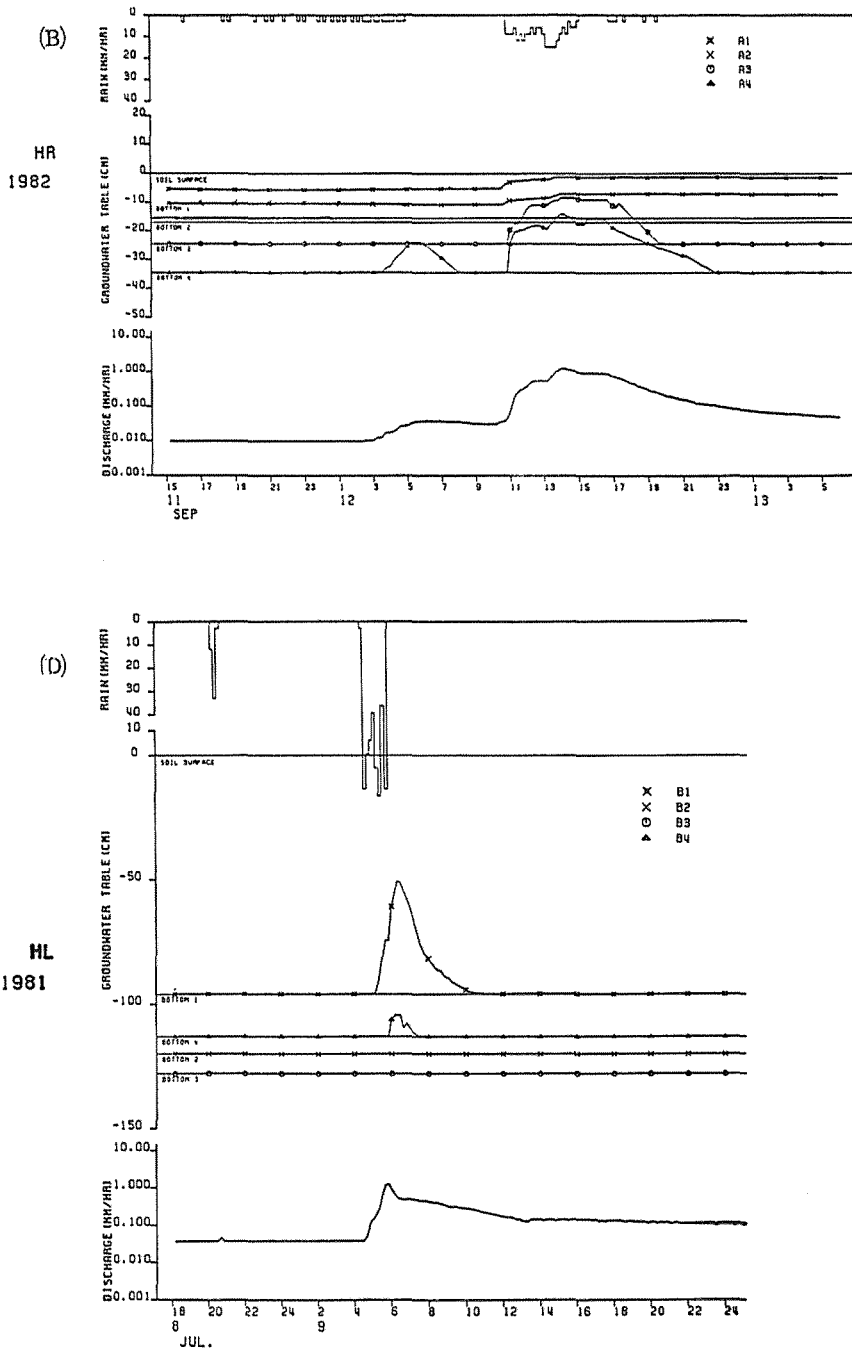 (B)
RAIN (MM/HR)
0
10
20
30
40
A1
A2
A3
A4
HR
1982
GROUNDWATER TABLE (CM)
20
10
0
-10
-20
-30
-40
-50
SOIL SURFACE
BOTTOM 1
BOTTOM 2
BOTTOM 3
BOTTOM 4
DISCHARGE (MM/HR)
10.00
1.000
0.100
0.010
0.001
15 17 19 21 23 1 3 5 7 9 11 13 15 17 19 21 23 1 3 5
11 12 13
SEP
(D)
RAIN (MM/HR)
0
10
20
30
40
10
0
SOIL SURFACE
B1
B2
B3
B4
HL
1981
GROUNDWATER TABLE (CM)
-50
-100
-150
BOTTOM 1
BOTTOM 4
BOTTOM 2
BOTTOM 3
DISCHARGE (MM/HR)
10.00
1.000
0.100
0.010
0.001
18 20 22 24 2 4 6 8 10 12 14 16 18 20 22 24
8 9
JUL.